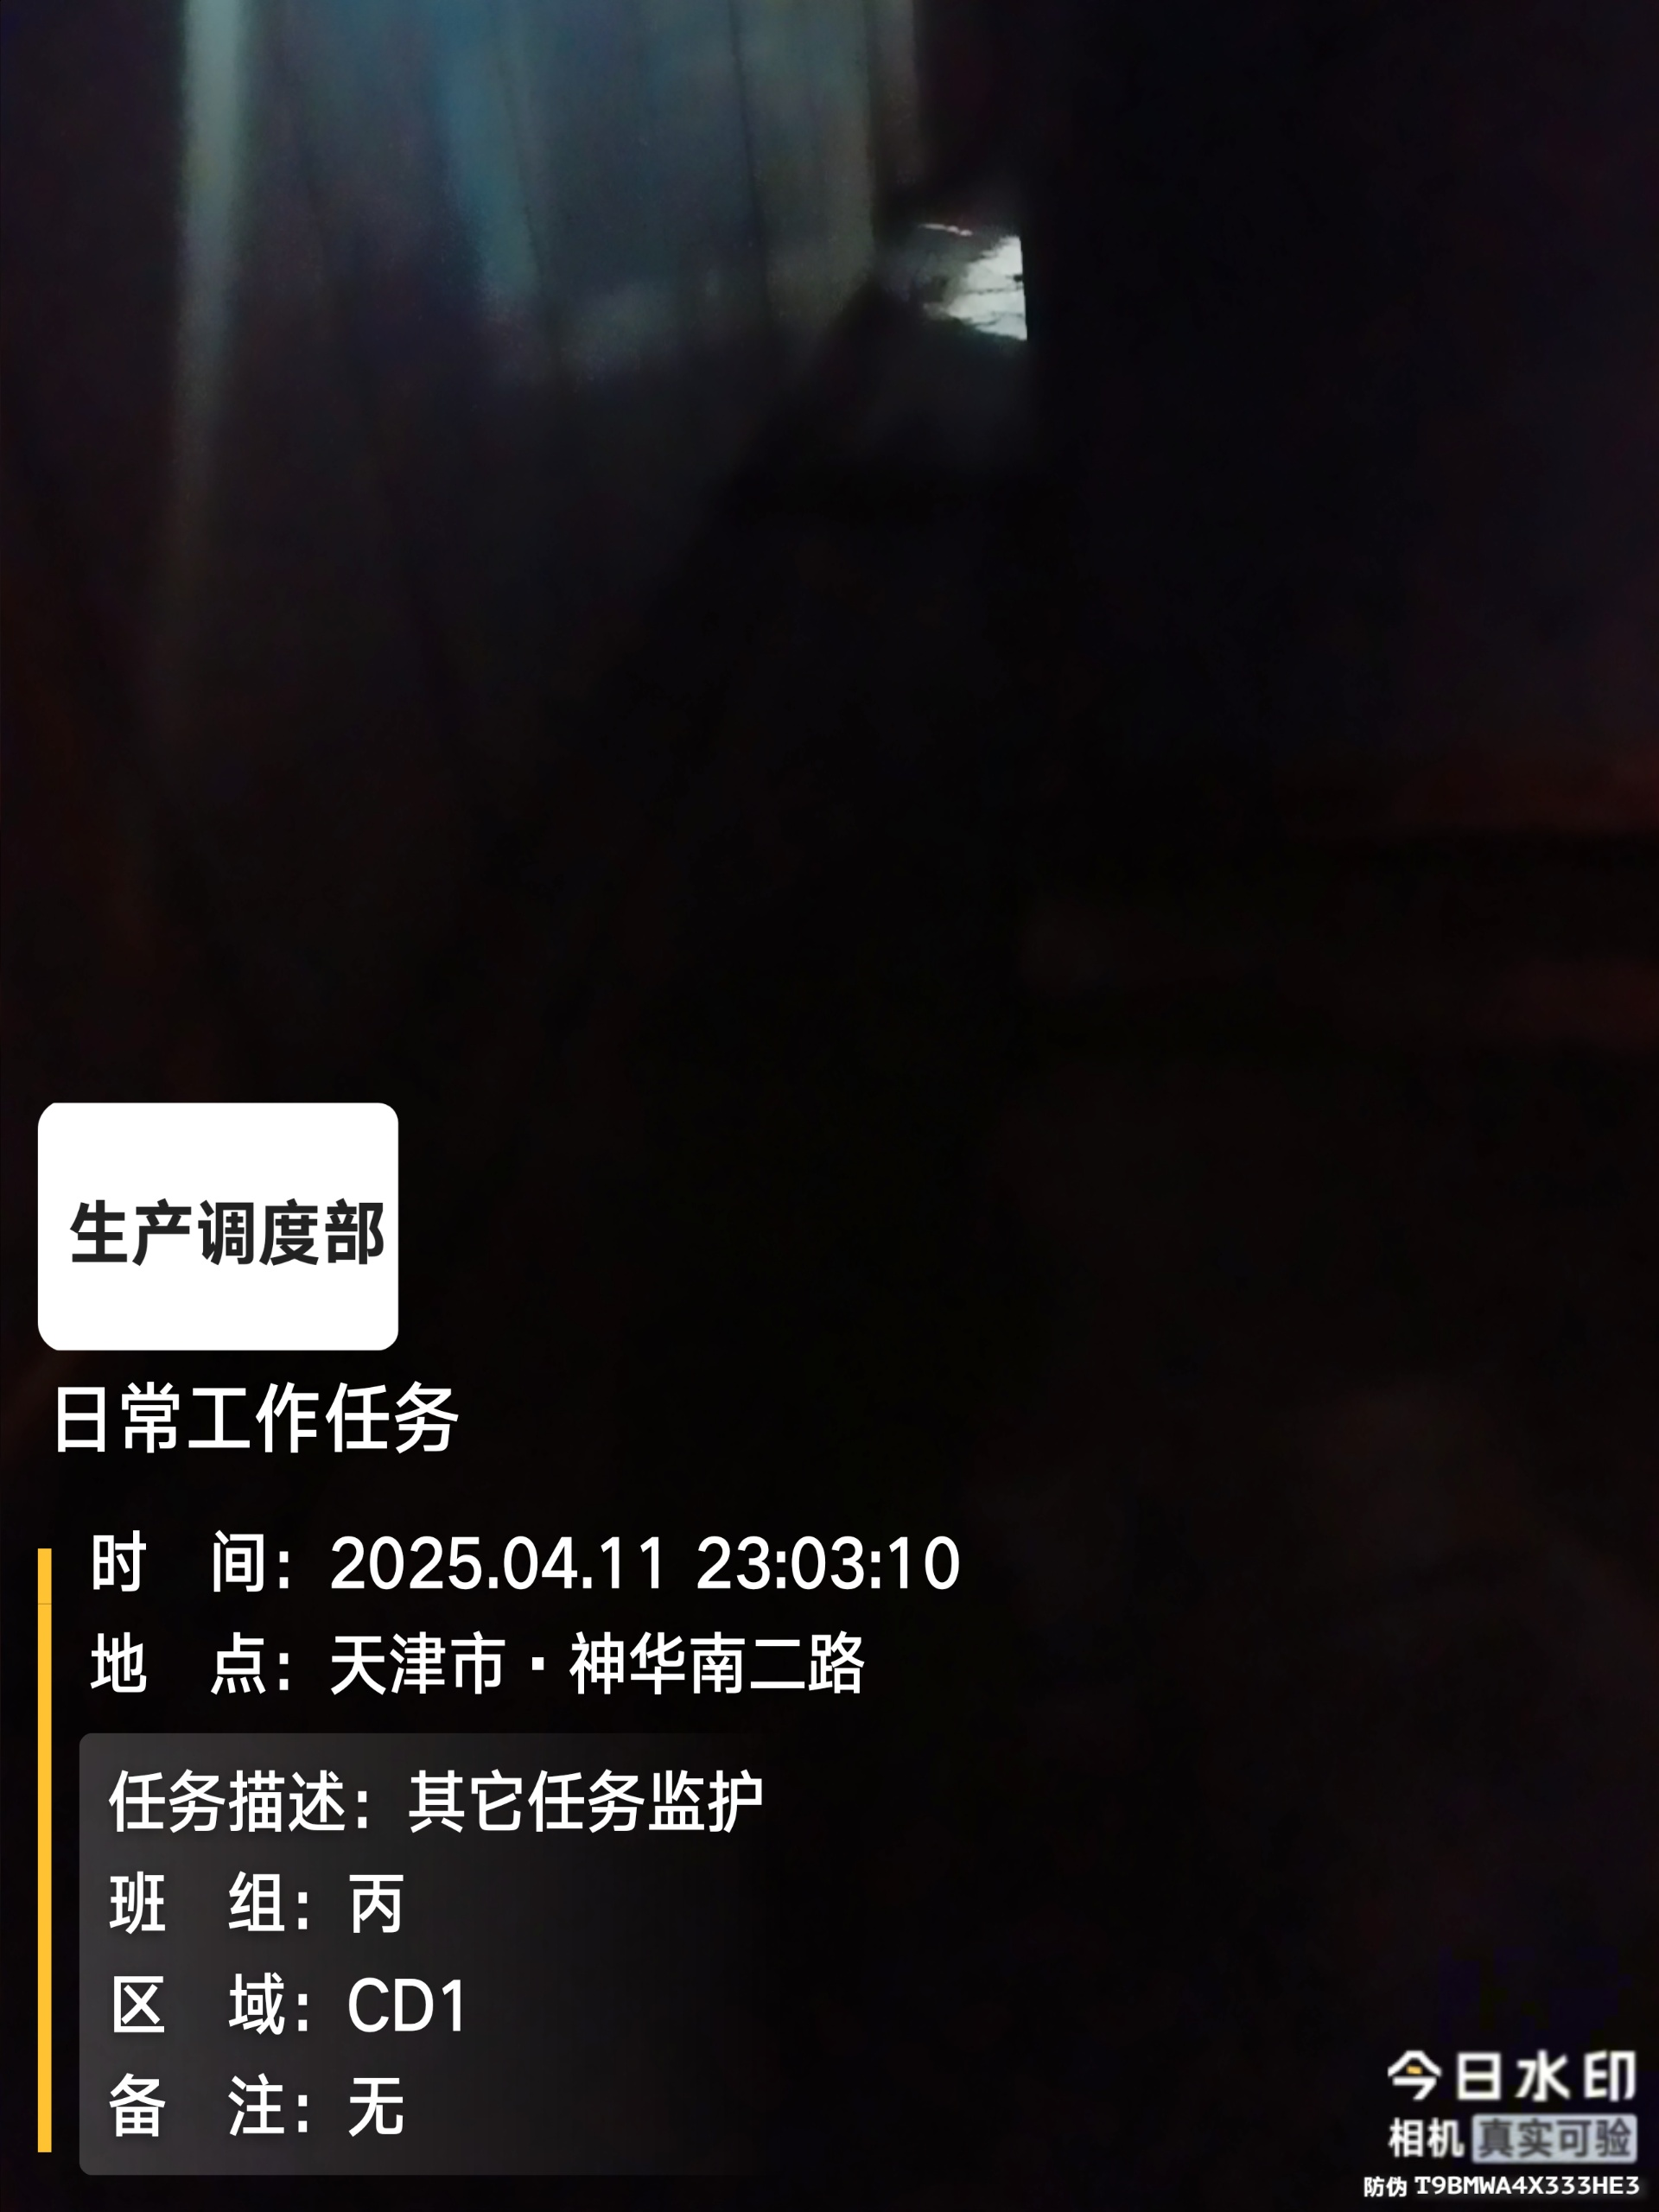 生产调度部
日常工作任务
时 间：2025.04.11 23:03:10
地 点：天津市·神华南二路
任务描述：其它任务监护
班 组：丙
区 域：CD1
备 注：无
今日水印
相机 真实可验
防伪 T9BMWA4X333HE3